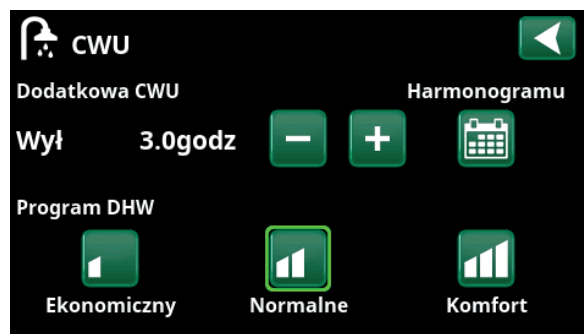 CWU
Dodatkowa CWU Harmonogramu
Wył 3.0godz
Program DHW
Ekonomiczny Normalne Komfort